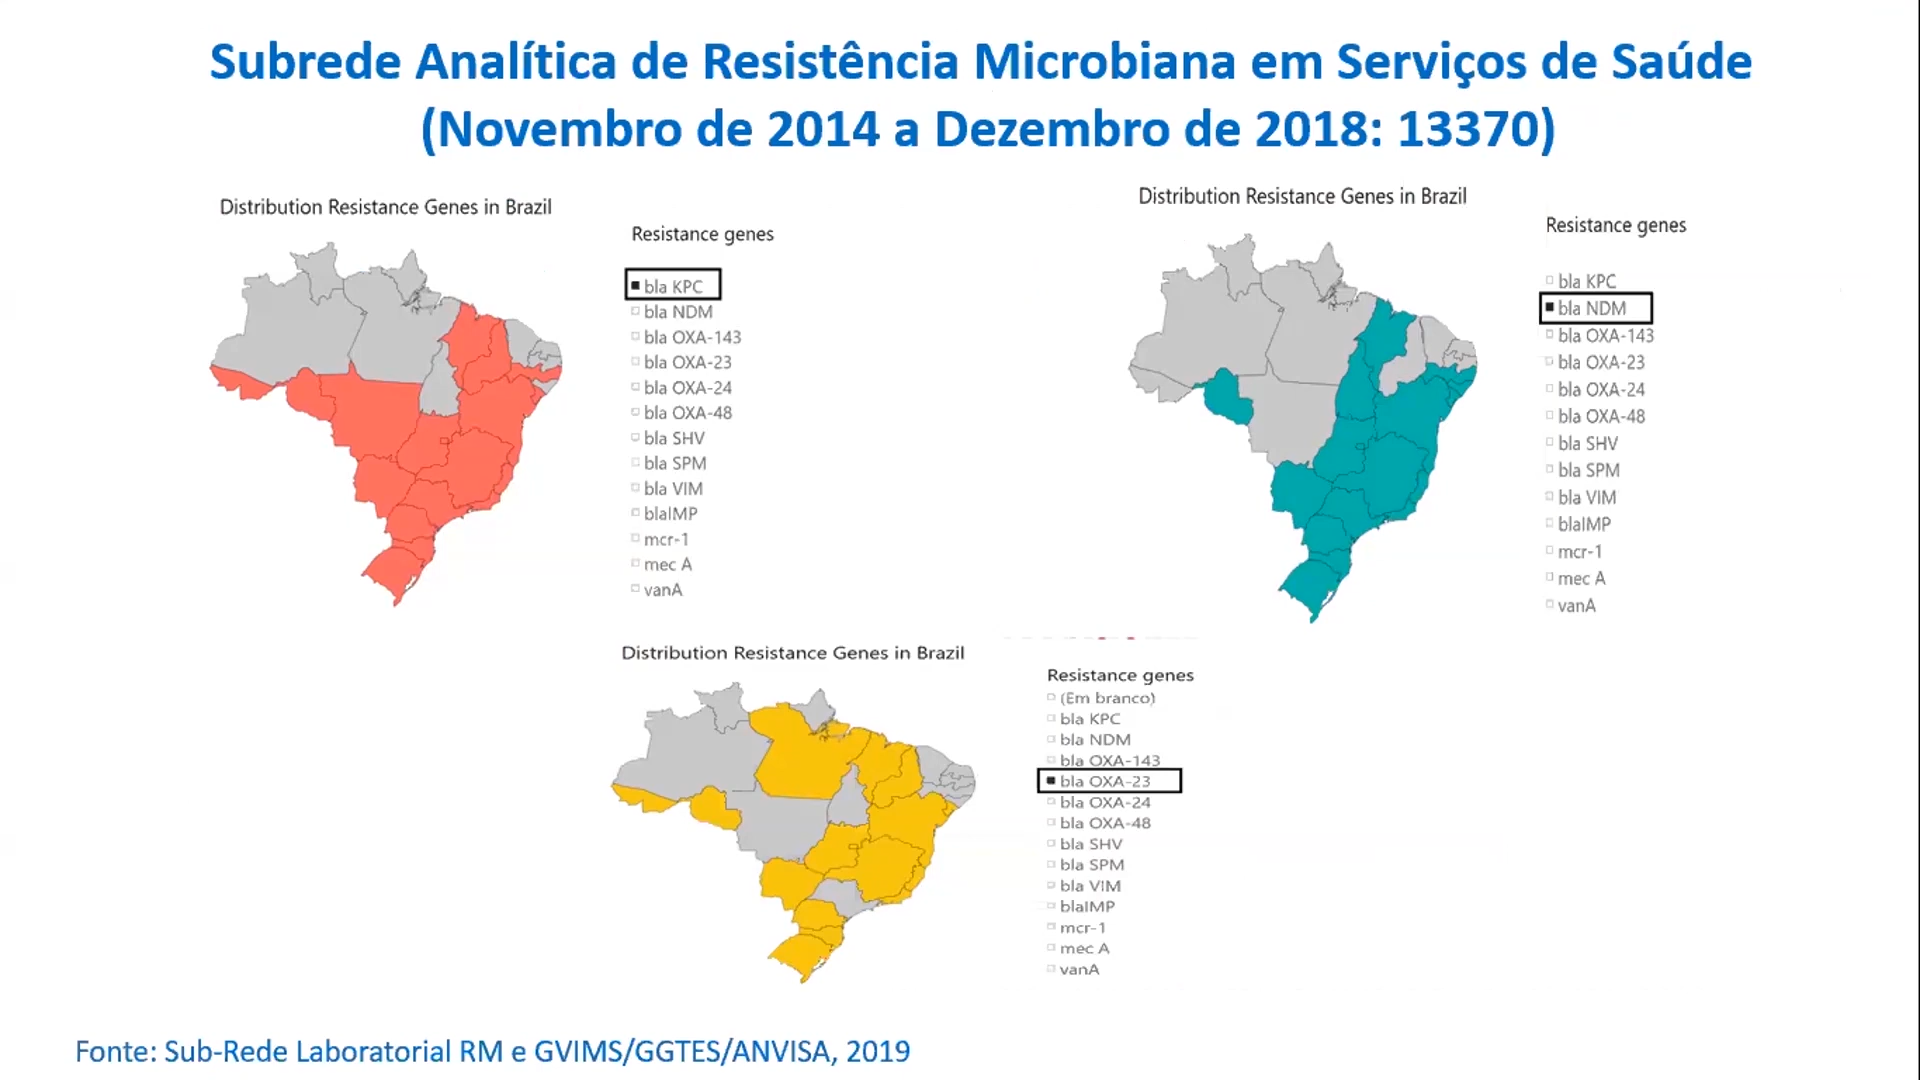 Subrede Analítica de Resistência Microbiana em Serviços de Saúde
(Novembro de 2014 a Dezembro de 2018: 13370)
Distribution Resistance Genes in Brazil
Resistance genes
bla KPC
bla NDM
bla OXA-143
bla OXA-23
bla OXA-24
bla OXA-48
bla SHV
bla SPM
bla VIM
blaIMP
mcr-1
mec A
vanA
Distribution Resistance Genes in Brazil
Resistance genes
bla KPC
bla NDM
bla OXA-143
bla OXA-23
bla OXA-24
bla OXA-48
bla SHV
bla SPM
bla VIM
blaIMP
mcr-1
mec A
vanA
Distribution Resistance Genes in Brazil
Resistance genes
(Em branco)
bla KPC
bla NDM
bla OXA-143
bla OXA-23
bla OXA-24
bla OXA-48
bla SHV
bla SPM
bla VIM
blaIMP
mcr-1
mec A
vanA
Fonte: Sub-Rede Laboratorial RM e GVIMS/GGTES/ANVISA, 2019